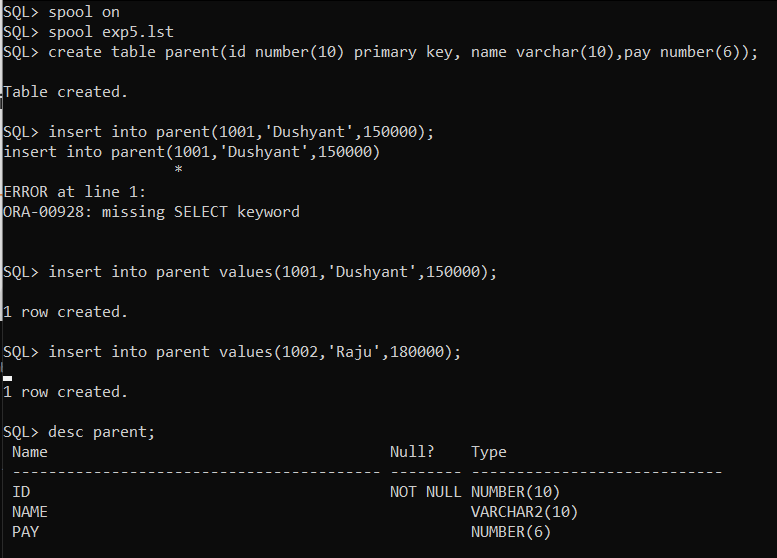 SQL> spool on
SQL> spool exp5.lst
SQL> create table parent(id number(10) primary key, name varchar(10),pay number(6));
Table created.
SQL> insert into parent(1001,'Dushyant',150000);
insert into parent(1001,'Dushyant',150000)
*
ERROR at line 1:
ORA-00928: missing SELECT keyword
SQL> insert into parent values(1001,'Dushyant',150000);
1 row created.
SQL> insert into parent values(1002,'Raju',180000);
1 row created.
SQL> desc parent;
Name Null? Type
----------------------------------------- -------- ----------------------------
ID NOT NULL NUMBER(10)
NAME VARCHAR2(10)
PAY NUMBER(6)